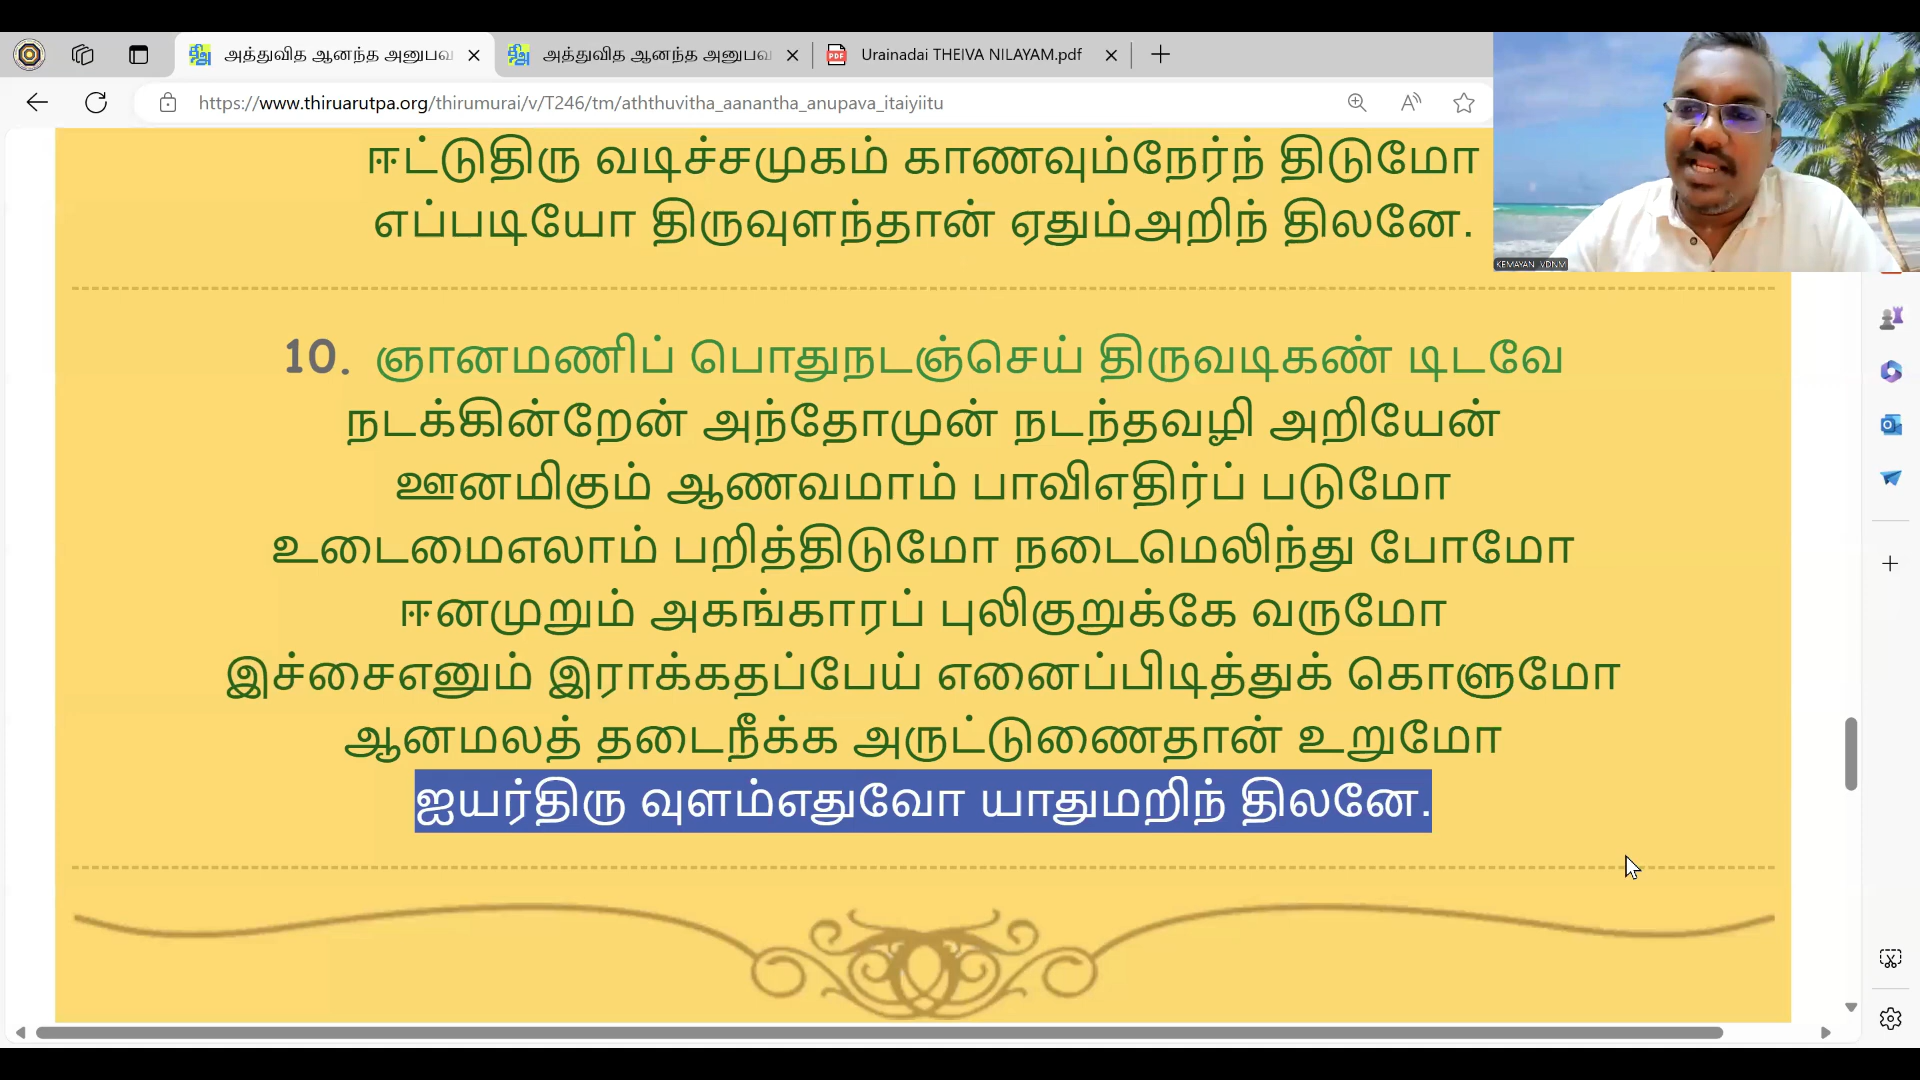 அத்துவித ஆனந்த அனுபவ
அத்துவித ஆனந்த அனுபவ
Urainadai THEIVA NILAYAM.pdf
https://www.thiruarutpa.org/thirumurai/v/T246/tm/aththuvitha_aanantha_anupava_itaiyiitu
KEMAYAN VDNM
ஈட்டுதிரு வடிச்சமுகம் காணவும்நேர்ந் திடுமோ
எப்படியோ திருவுளந்தான் ஏதும்அறிந் திலனே.
10. ஞானமணிப் பொதுநடஞ்செய் திருவடிகண் டிடவே
நடக்கின்றேன் அந்தோமுன் நடந்தவழி அறியேன்
ஊனமிகும் ஆணவமாம் பாவிஎதிர்ப் படுமோ
உடைமைஎலாம் பறித்திடுமோ நடைமெலிந்து போமோ
ஈனமுறும் அகங்காரப் புலிகுறுக்கே வருமோ
இச்சைஎனும் இராக்கதப்பேய் எனைப்பிடித்துக் கொளுமோ
ஆனமலத் தடைநீக்க அருட்டுணைதான் உறுமோ
ஐயர்திரு வுளம்எதுவோ யாதுமறிந் திலனே.